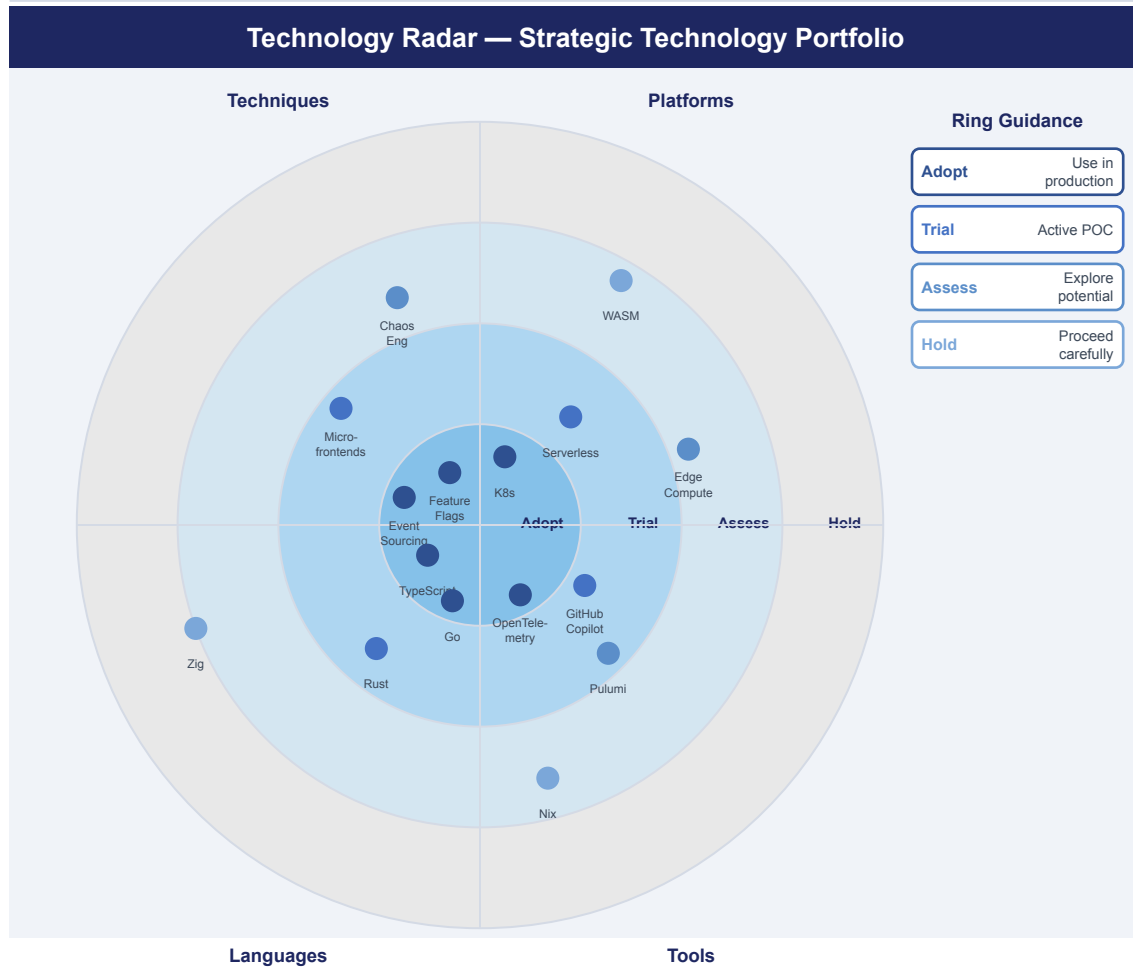 Technology Radar — Strategic Technology Portfolio
Techniques
Platforms
Ring Guidance
Adopt
Use in
production
Trial
Active POC
Assess
Explore
potential
Hold
Proceed
carefully
Chaos
Eng
WASM
Micro-
frontends
Serverless
Edge
Compute
K8s
Feature
Flags
Event
Sourcing
Adopt
Trial
Assess
Hold
TypeScript
Go
OpenTele-
metry
GitHub
Copilot
Zig
Rust
Pulumi
Nix
Languages
Tools